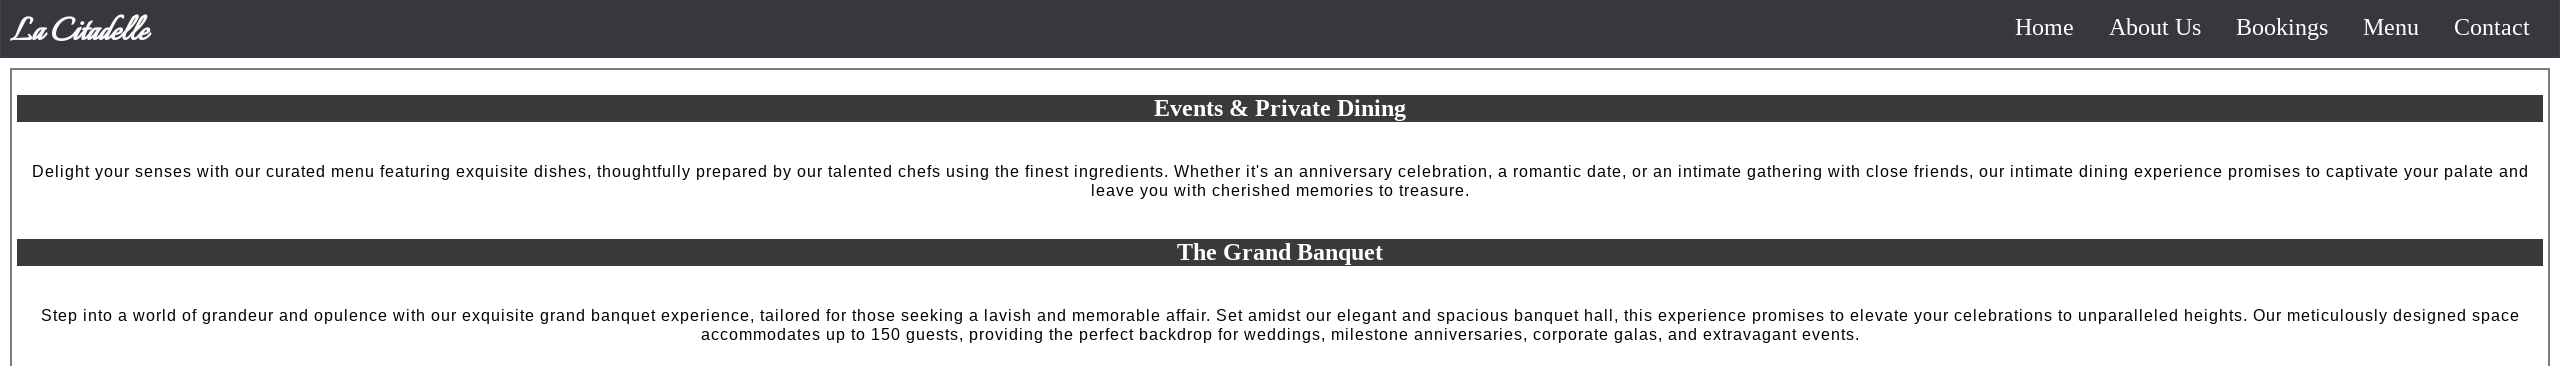 La Citadelle
Home About Us Bookings Menu Contact
Events & Private Dining
Delight your senses with our curated menu featuring exquisite dishes, thoughtfully prepared by our talented chefs using the finest ingredients. Whether it's an anniversary celebration, a romantic date, or an intimate gathering with close friends, our intimate dining experience promises to captivate your palate and
leave you with cherished memories to treasure.
The Grand Banquet
Step into a world of grandeur and opulence with our exquisite grand banquet experience, tailored for those seeking a lavish and memorable affair. Set amidst our elegant and spacious banquet hall, this experience promises to elevate your celebrations to unparalleled heights. Our meticulously designed space
accommodates up to 150 guests, providing the perfect backdrop for weddings, milestone anniversaries, corporate galas, and extravagant events.